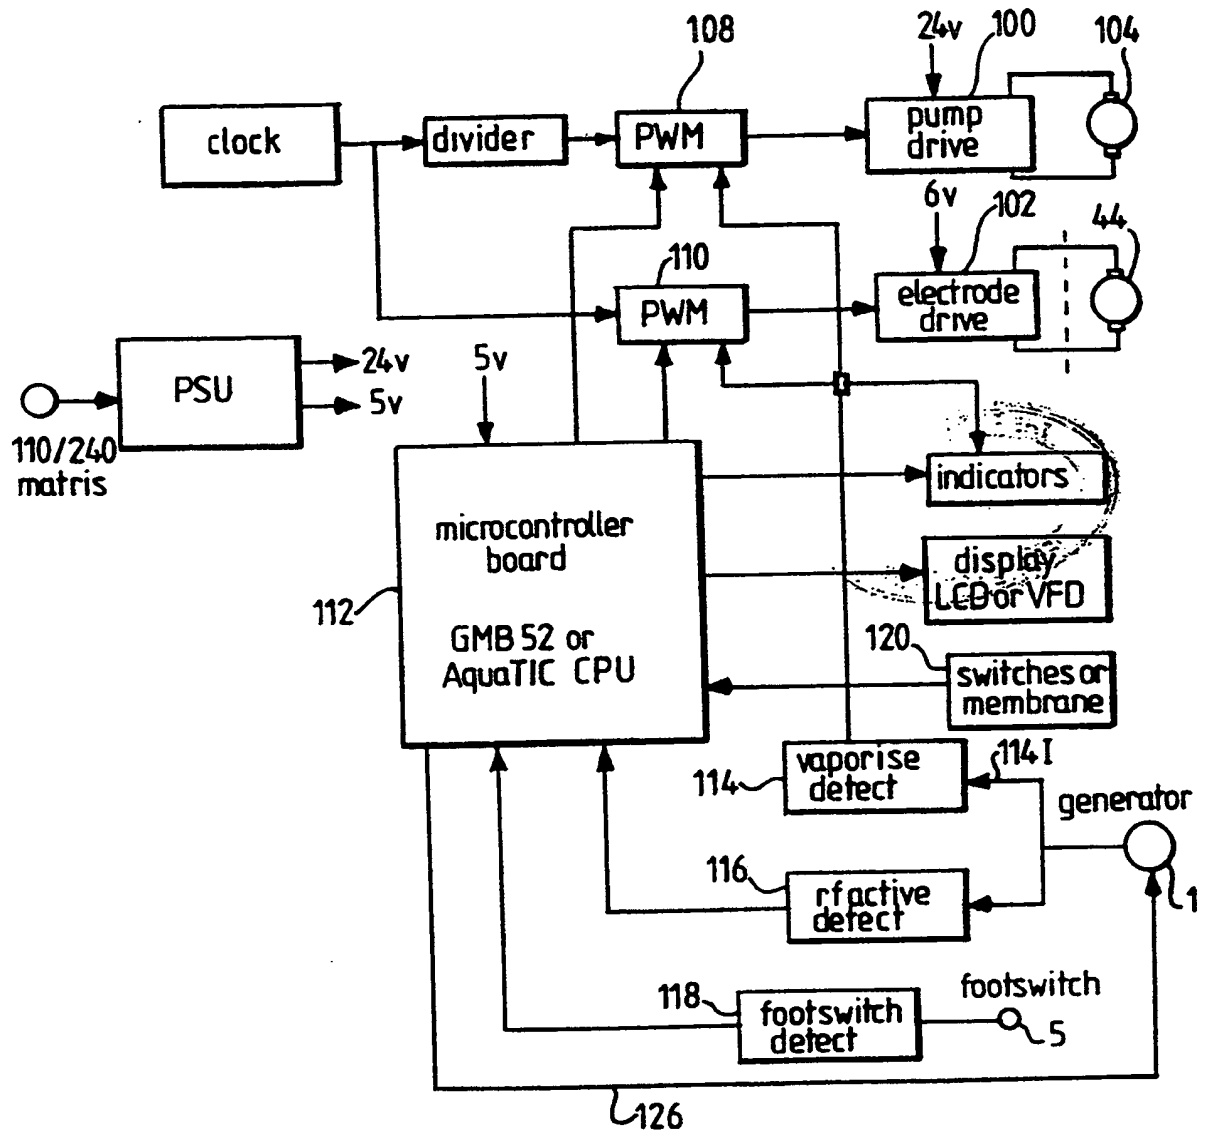 108
24v
100
104
clock
divider
PWM
pump
drive
6v
102
44
110
PWM
electrode
drive
PSU
24v
5v
5v
110/240
matris
indicators
microcontroller
board
display
LCD or VFD
112
GMB 52 or
AquaTIC CPU
120
switches or
membrane
114
vaporise
detect
114I
generator
116
rf active
detect
1
118
footswitch
detect
footswitch
5
126